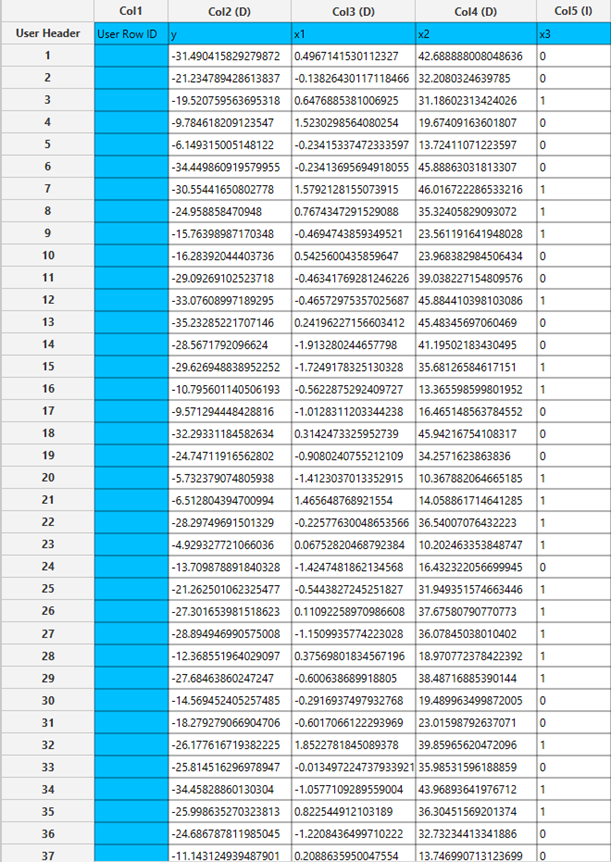 Col1 Col2 (D) Col3 (D) Col4 (D) Col5 (I)
User Header User Row ID y x1 x2 x3
1 -31.490415829279872 0.4967141530112327 42.688888008048636 0
2 -21.234789428613837 -0.13826430117118466 32.2080324639785 0
3 -19.520759563695318 0.6476885381006925 31.18602313424026 1
4 -9.784618209123547 1.5230298564080254 19.67409163601807 0
5 -6.149315005148122 -0.23415337472333597 13.72411071223597 0
6 -34.449860919579955 -0.23413695694918055 45.88863031813307 0
7 -30.55441650802778 1.5792128155073915 46.016722286533216 1
8 -24.958858470948 0.7674347291529088 35.32405829093072 1
9 -15.76398987170348 -0.4694743859349521 23.561191641948028 1
10 -16.28392044403736 0.5425600435859647 23.968382984506434 0
11 -29.09269102523718 -0.46341769281246226 39.038227154809576 0
12 -33.07608997189295 -0.46572975357025687 45.884410398103086 1
13 -35.23285221707146 0.24196227156603412 45.48345697060469 0
14 -28.5671792096624 -1.913280244657798 41.19502183430495 0
15 -29.626948838952252 -1.7249178325130328 35.68126584617151 1
16 -10.795601140506193 -0.5622875292409727 13.365598599801952 1
17 -9.571294448428816 -1.0128311203344238 16.465148563784552 0
18 -32.29331184582634 0.3142473325952739 45.94216754108317 0
19 -24.74711916562802 -0.9080240755212109 34.2571623863836 0
20 -5.732379074805938 -1.4123037013352915 10.367882064665185 1
21 -6.512804394700994 1.465648768921554 14.058861714641285 1
22 -28.29749691501329 -0.22577630048653566 36.54007076432223 1
23 -4.929327721066036 0.06752820468792384 10.202463353848747 1
24 -13.709878891840328 -1.4247481862134568 16.432322056699945 0
25 -21.262501062325477 -0.5443827245251827 31.949351574663446 1
26 -27.301653981518623 0.11092258970986608 37.67580790770773 1
27 -28.894946990575008 -1.1509935774223028 36.07845038010402 1
28 -12.368551964029097 0.37569801834567196 18.970772378422392 1
29 -27.68463860247247 -0.600638689918805 38.48716885390144 1
30 -14.569452405257485 -0.2916937497932768 19.489963499872005 0
31 -18.279279066904706 -0.6017066122293969 23.01598792637071 0
32 -26.177616719382225 1.8522781845089378 39.85965620472096 1
33 -25.814516296978947 -0.013497224737933921 35.98531596188859 0
34 -34.45828860130304 -1.0577109289559004 43.96893641976712 1
35 -25.998635270323813 0.822544912103189 36.30451569201374 1
36 -24.686787811985045 -1.2208436499710222 32.73234413341886 0
37 -11.143124939487901 0.2088635950047554 13.746990713123699 0